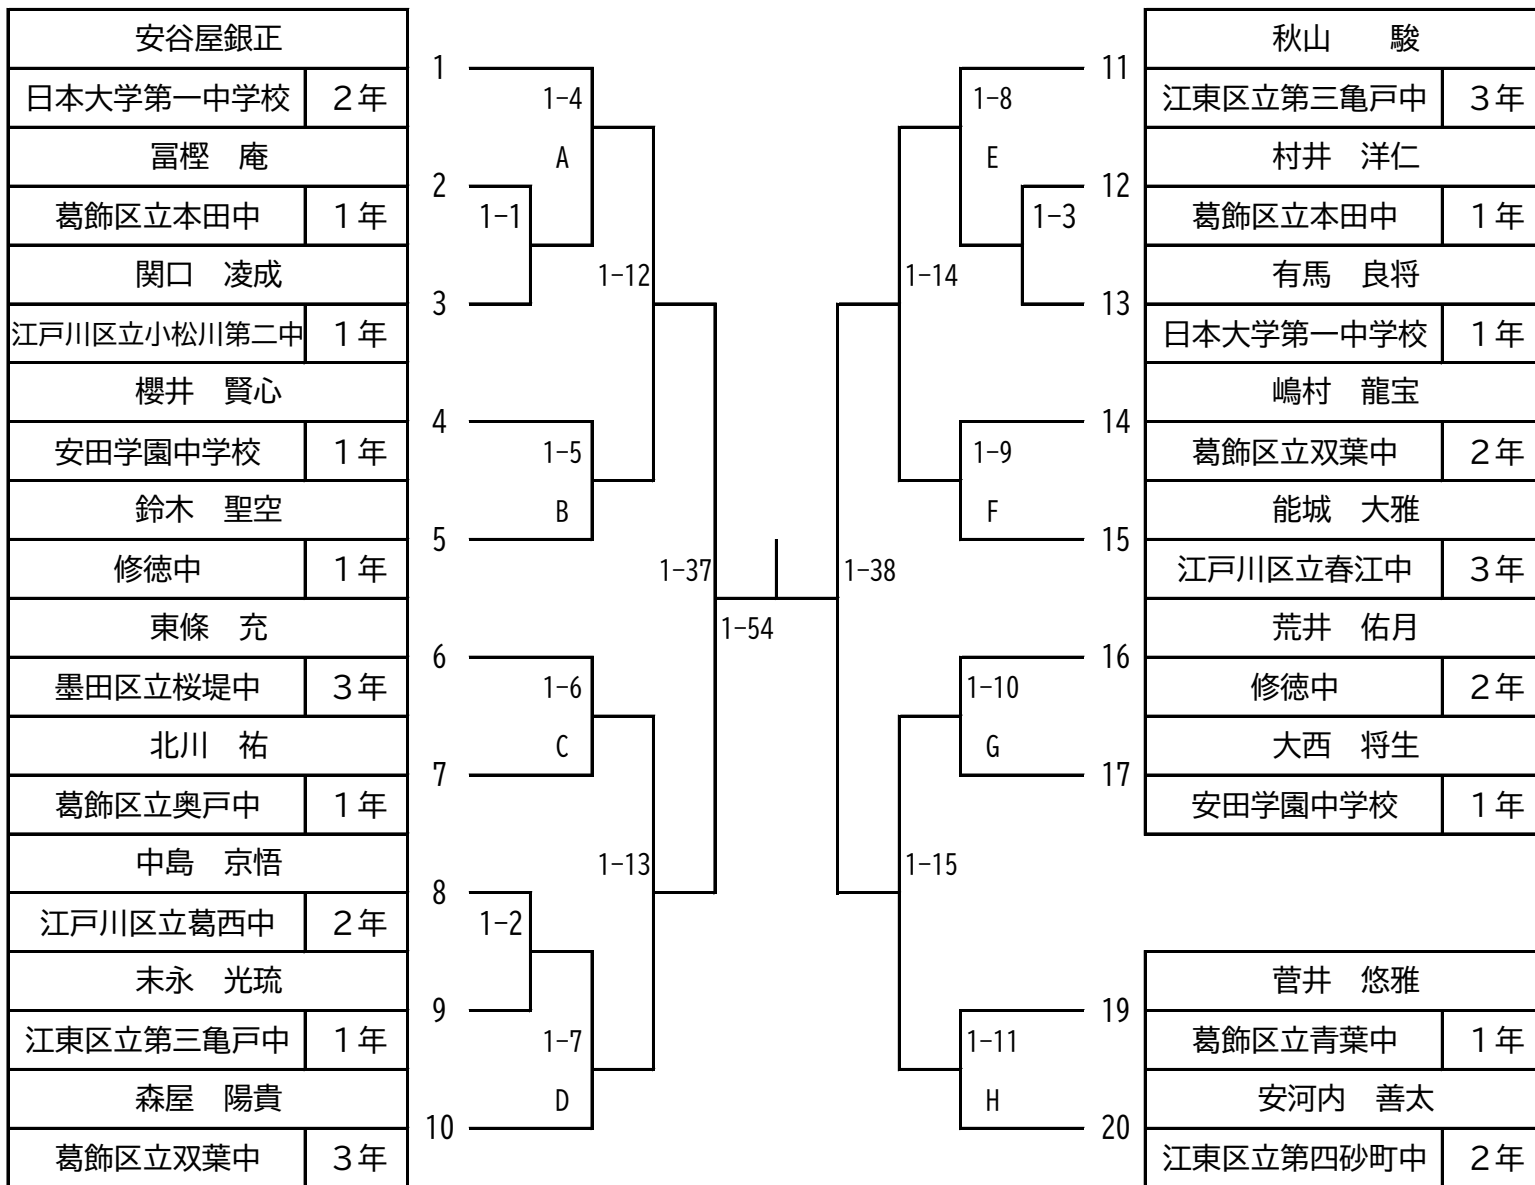 安谷屋銀正
1
日本大学第一中学校 2年
冨樫 庵
2
葛飾区立本田中 1年
関口 凌成
3
江戸川区立小松川第二中 1年
櫻井 賢心
4
安田学園中学校 1年
鈴木 聖空
5
修徳中 1年
東條 充
6
墨田区立桜堤中 3年
北川 祐
7
葛飾区立奥戸中 1年
中島 京悟
8
江戸川区立葛西中 2年
末永 光琉
9
江東区立第三亀戸中 1年
森屋 陽貴
10
葛飾区立双葉中 3年
1-4
A
1-1
1-12
1-5
B
1-37
1-6
C
1-13
1-2
1-7
D
1-54
1-38
1-8
E
1-3
1-14
1-9
F
1-10
G
1-15
1-11
H
秋山 駿
11
江東区立第三亀戸中 3年
村井 洋仁
12
葛飾区立本田中 1年
有馬 良将
13
日本大学第一中学校 1年
嶋村 龍宝
14
葛飾区立双葉中 2年
能城 大雅
15
江戸川区立春江中 3年
荒井 佑月
16
修徳中 2年
大西 将生
17
安田学園中学校 1年
菅井 悠雅
19
葛飾区立青葉中 1年
安河内 善太
20
江東区立第四砂町中 2年